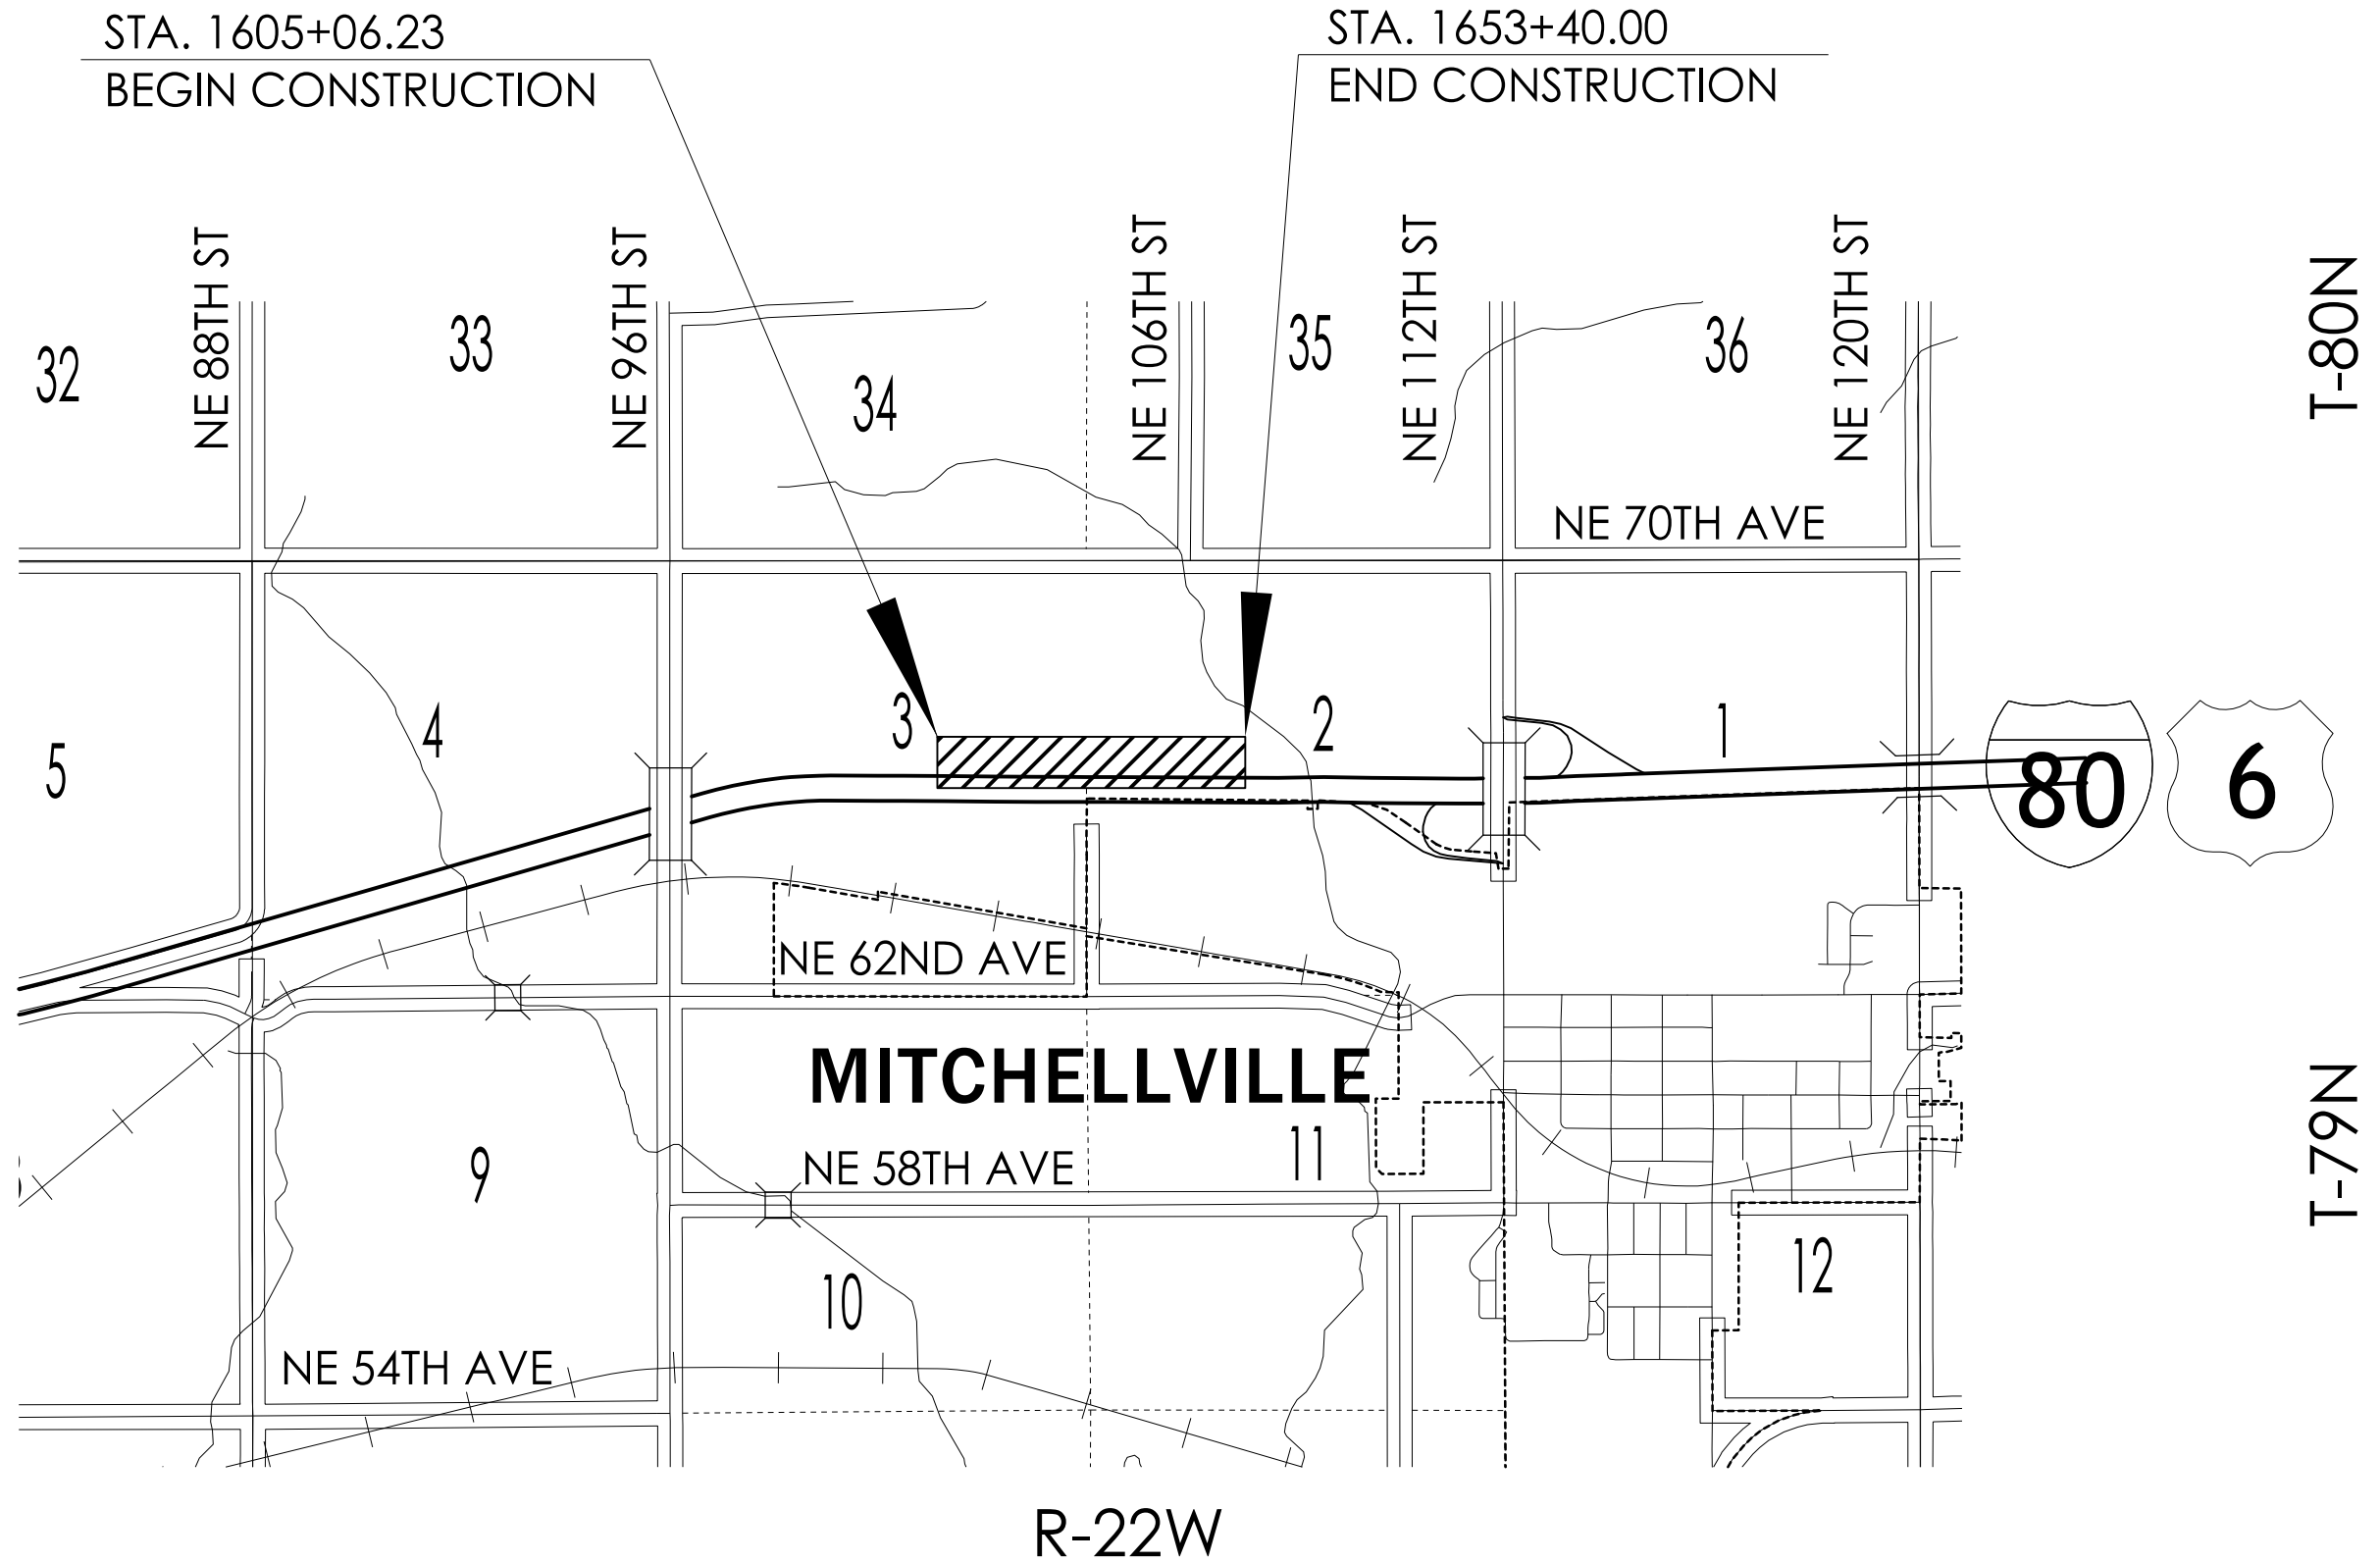 STA. 1605+06.23
BEGIN CONSTRUCTION
STA. 1653+40.00
END CONSTRUCTION
NE 88TH ST
NE 96TH ST
NE 106TH ST
NE 112TH ST
NE 120TH ST
T-80N
32
33
34
35
36
NE 70TH AVE
5
4
3
2
1
80
6
NE 62ND AVE
MITCHELLVILLE
9
NE 58TH AVE
11
T-79N
10
12
NE 54TH AVE
R-22W